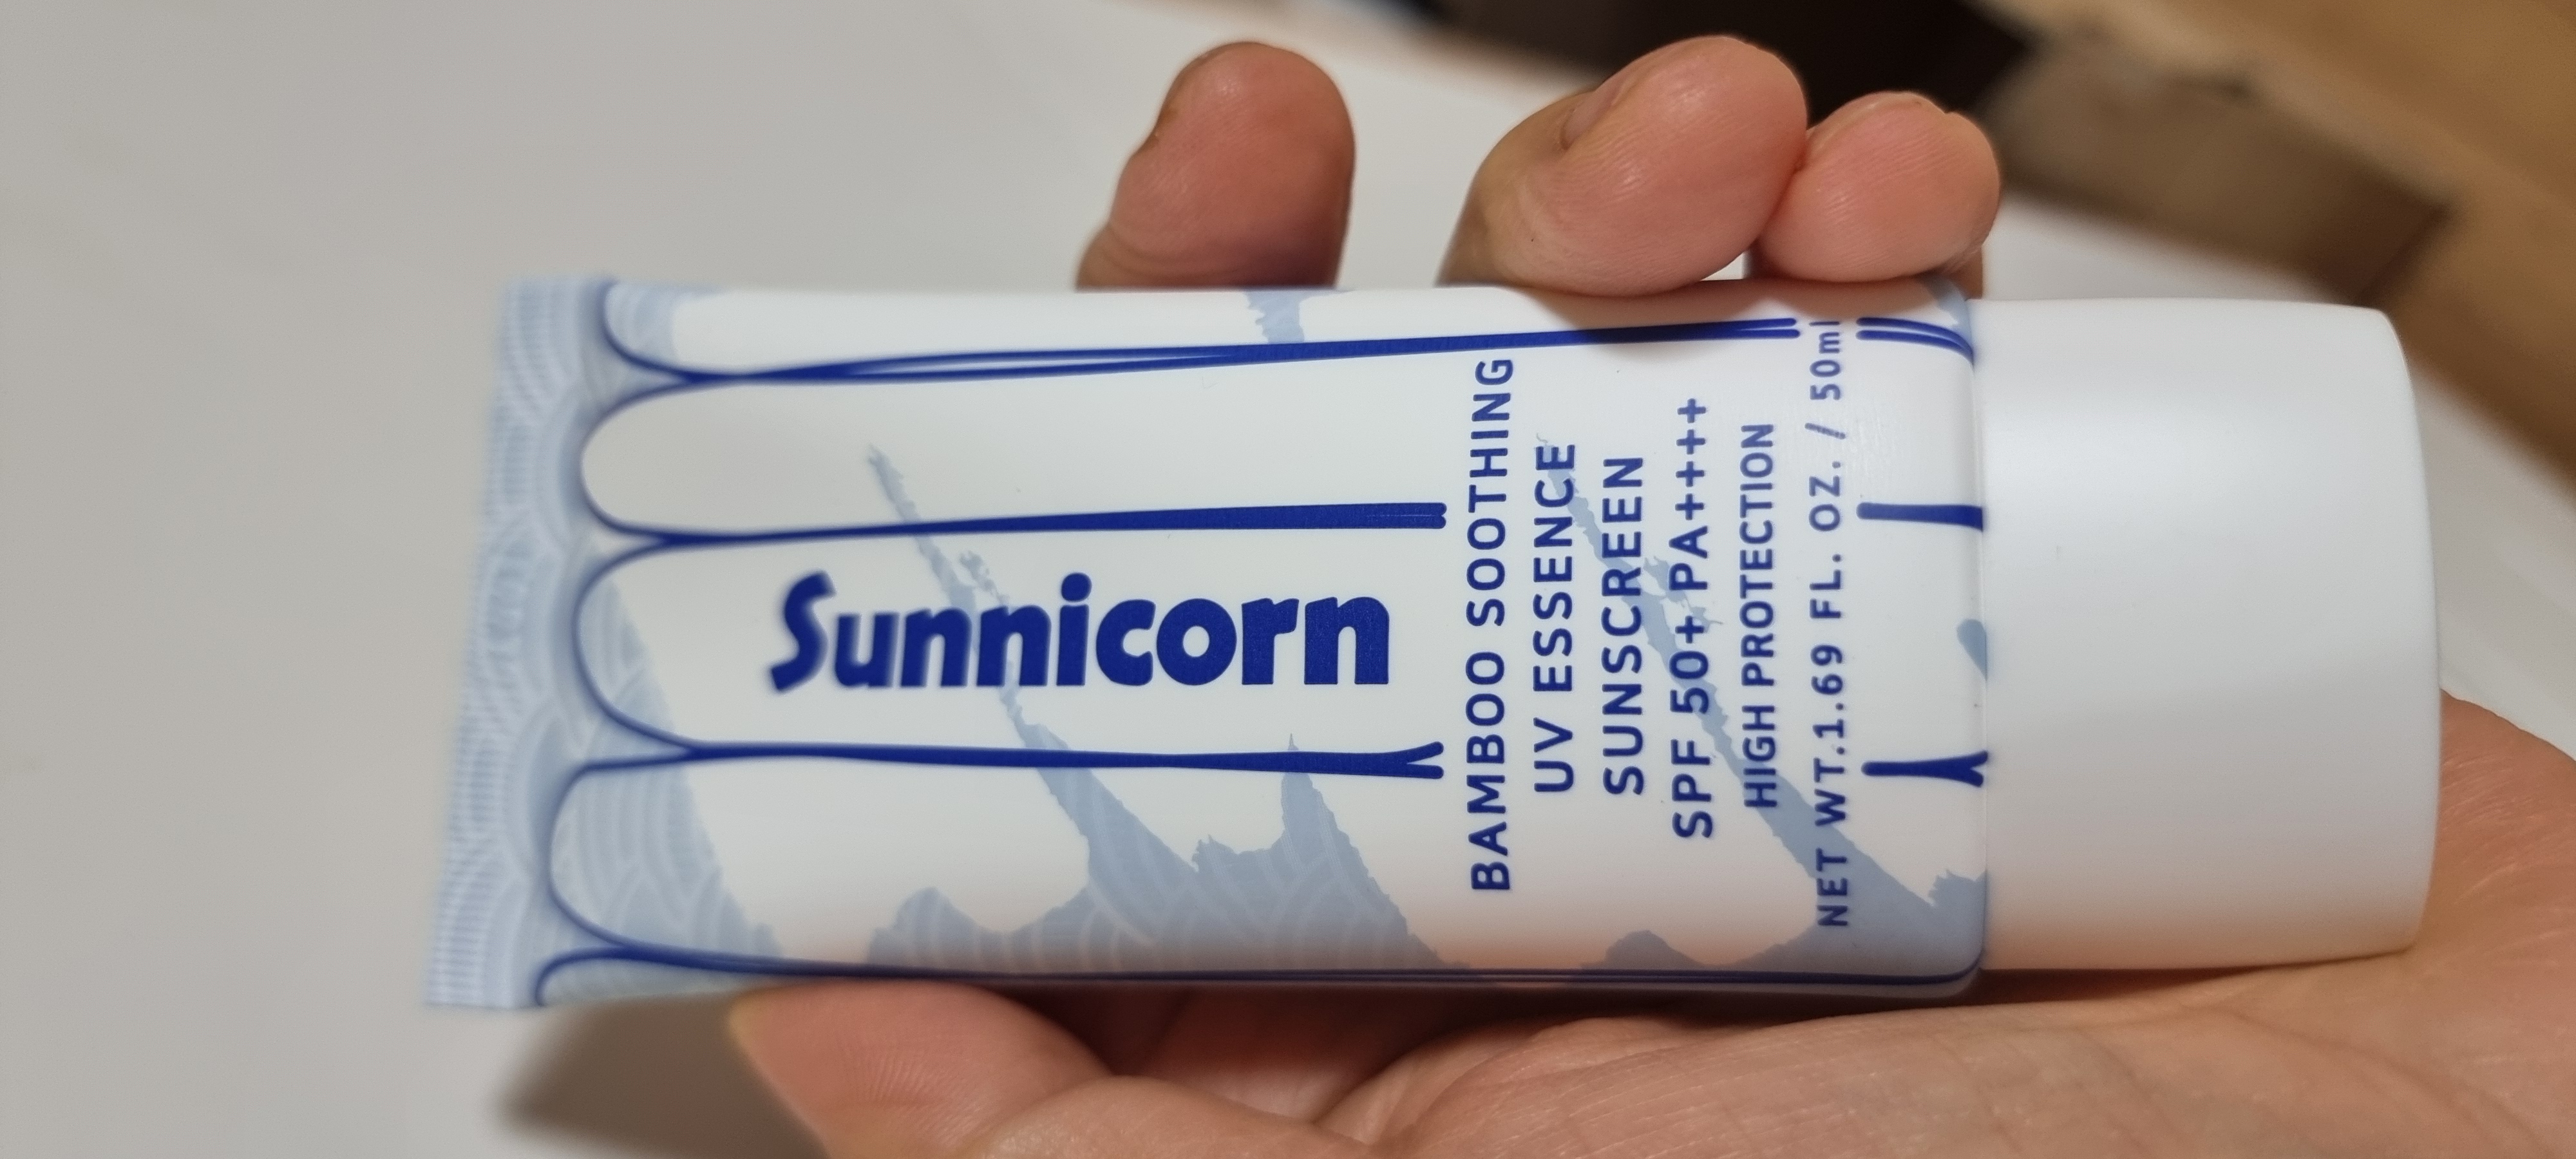 Sunnicorn
BAMBOO SOOTHING
UV ESSENCE
SUNSCREEN
SPF 50+ PA++++
HIGH PROTECTION
NET WT.1.69 FL. OZ. / 50ml